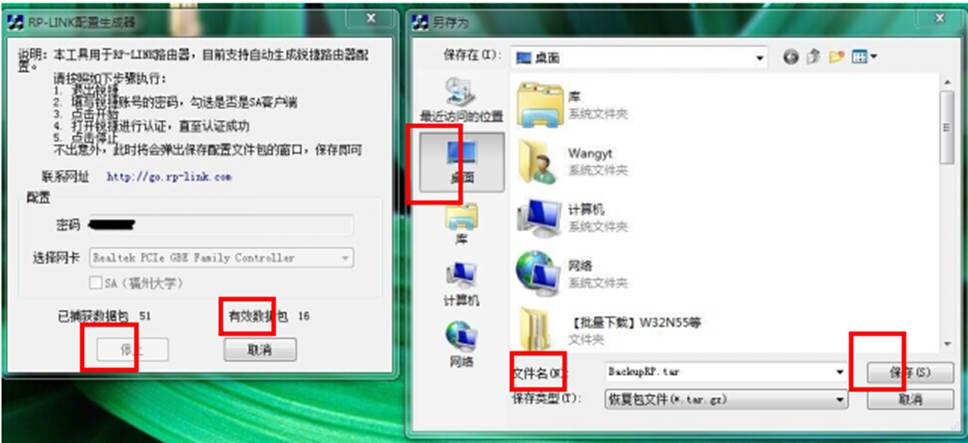 RP-LINK配置生成器
说明: 本工具用于RP-LINK路由器，目前支持自动生成锐捷路由器配
置。
请按照如下步骤执行:
1. 退出锐捷
2. 填写锐捷账号的密码，勾选是否是SA客户端
3. 点击开始
4. 打开锐捷进行认证，直至认证成功
5. 点击停止
不出意外，此时将会弹出保存配置文件包的窗口，保存即可
联系网址 http://go.rp-link.com
配置
密码
选择网卡 Realtek PCIe GBE Family Controller
SA（福州大学）
已捕获数据包 51 有效数据包 16
停止 取消
另存为
保存在(I): 桌面
最近访问的位置
桌面
库
计算机
网络
库
系统文件夹
Wangyt
系统文件夹
计算机
系统文件夹
网络
系统文件夹
【批量下载】W32N55等
文件夹
文件名(N): BackupRP.tar 保存(S)
保存类型(T): 恢复包文件(*.tar.gz) 取消